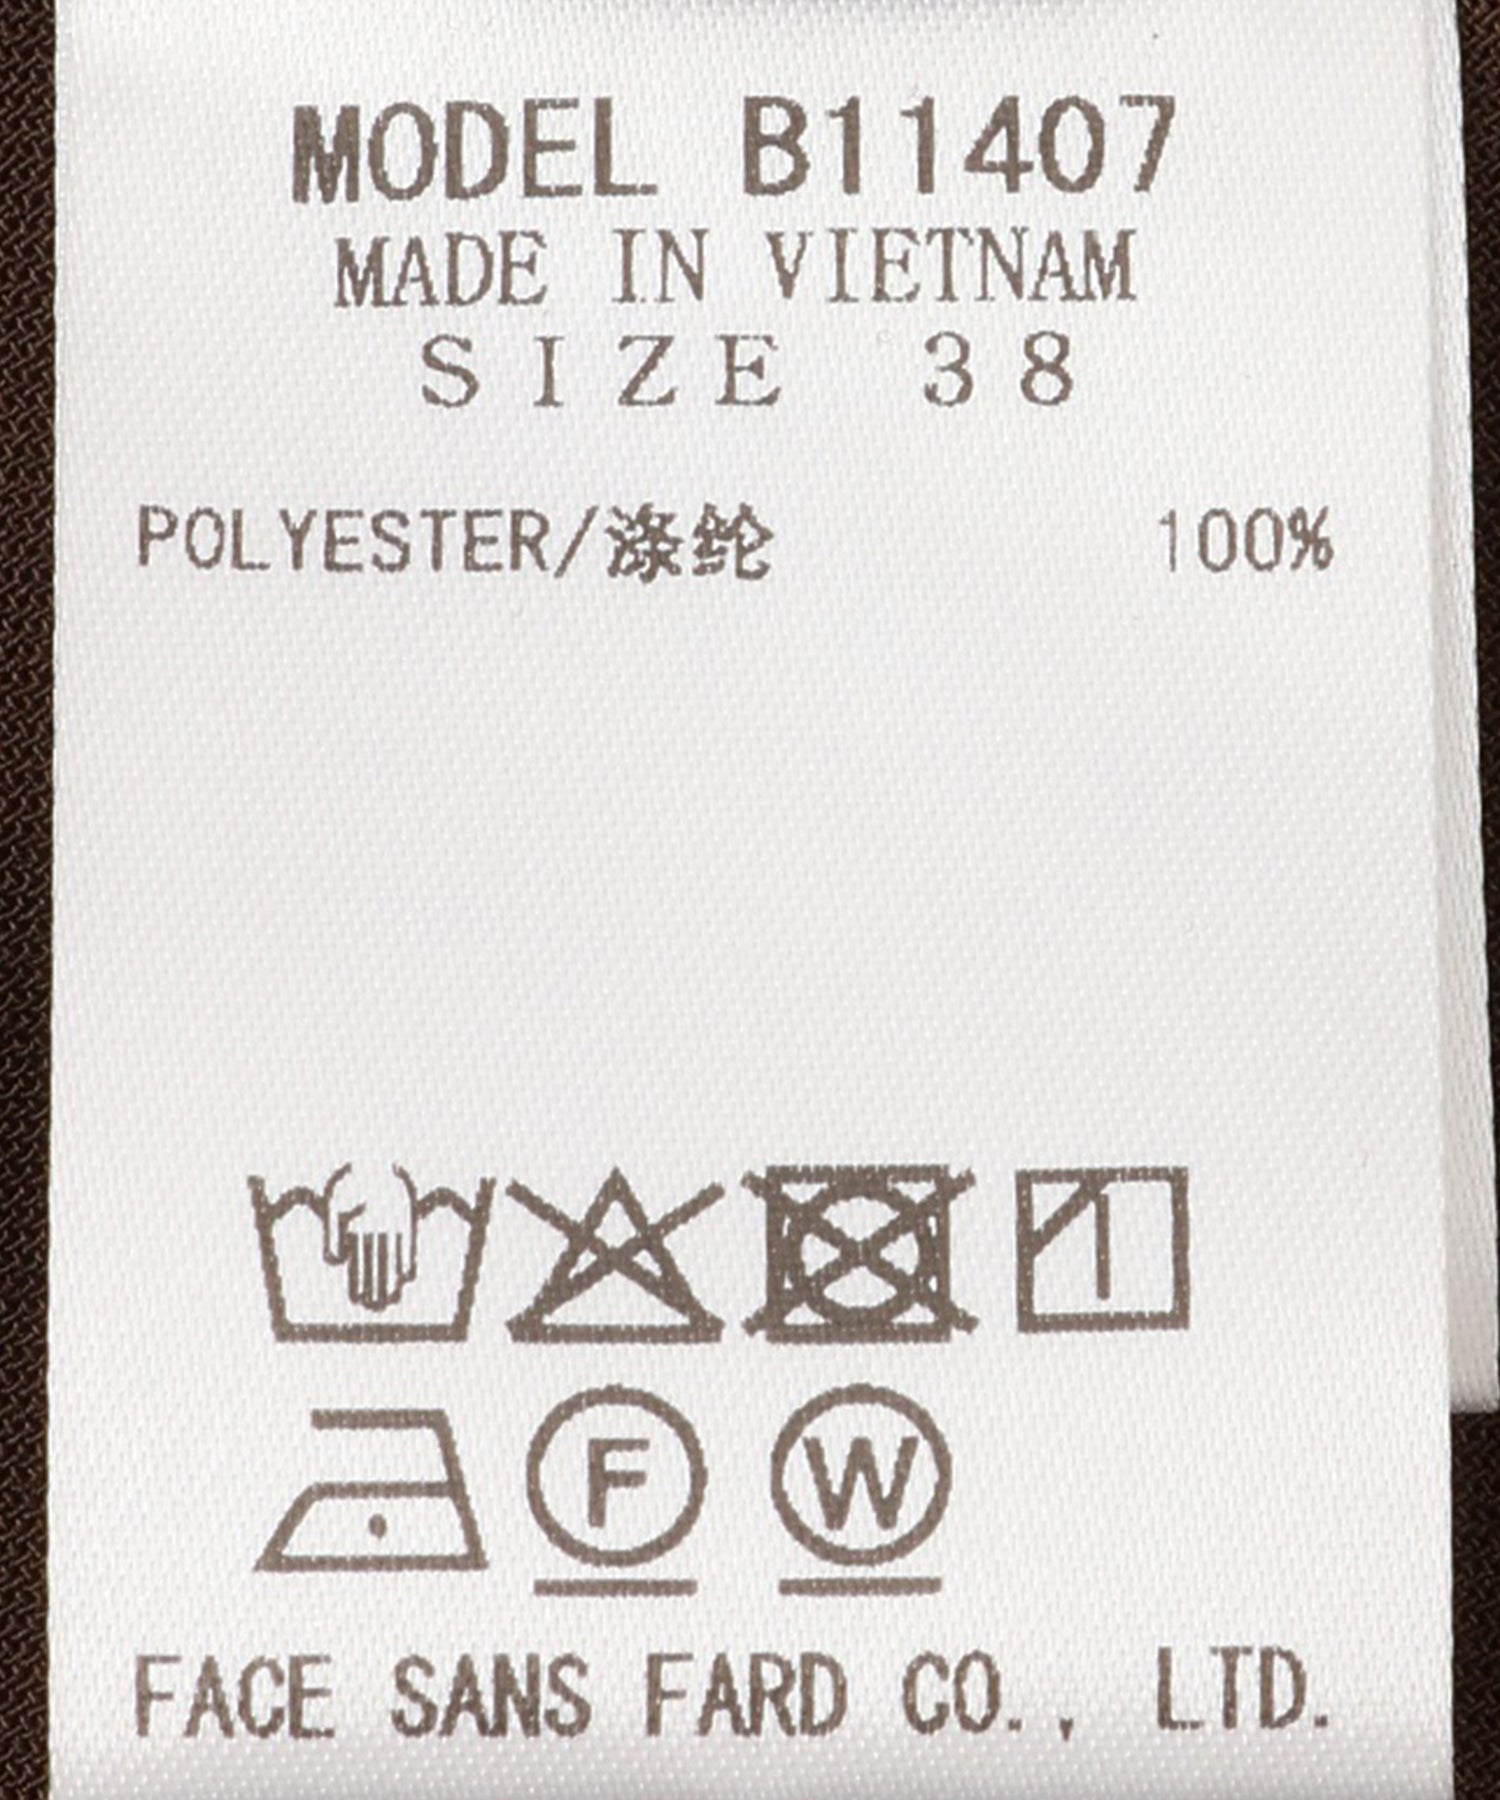 MODEL B11407
MADE IN VIETNAM
SIZE 38
POLYESTER/涤纶 100%
F W
FACE SANS FARD CO., LTD.